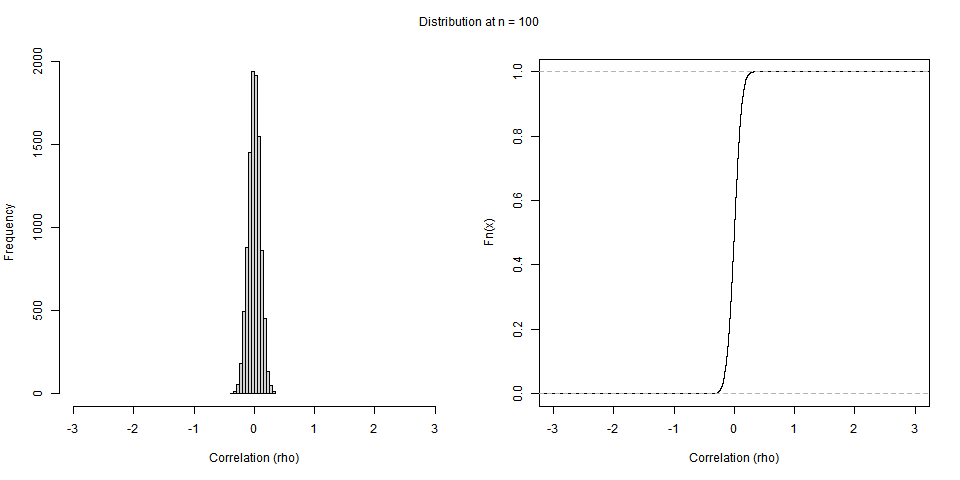 Distribution at n = 100
Frequency
2000
1500
1000
500
0
-3 -2 -1 0 1 2 3
Correlation (rho)
Fn(x)
1.0
0.8
0.6
0.4
0.2
0.0
-3 -2 -1 0 1 2 3
Correlation (rho)